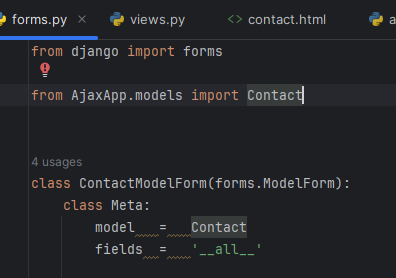 forms.py × views.py <> contact.html
from django import forms
from AjaxApp.models import Contact
4 usages
class ContactModelForm(forms.ModelForm):
class Meta:
model = Contact
fields = '__all__'